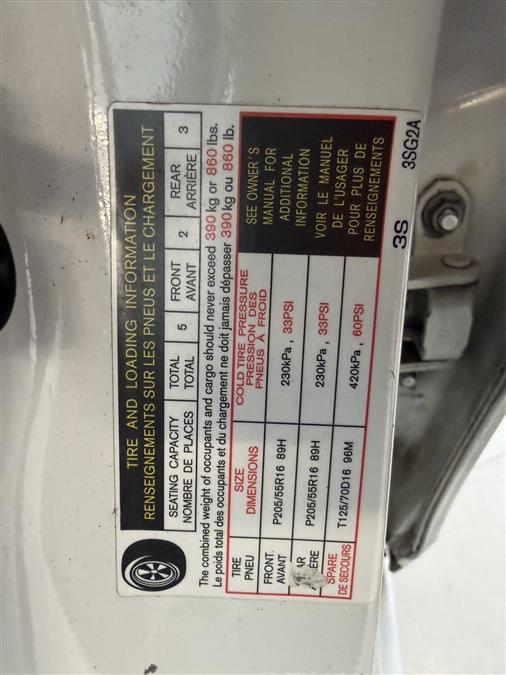 TIRE AND LOADING INFORMATION
RENSEIGNEMENTS SUR LES PNEUS ET LE CHARGEMENT
SEATING CAPACITY TOTAL 5 FRONT 2 REAR 3
NOMBRE DE PLACES TOTAL AVANT ARRIÈRE
The combined weight of occupants and cargo should never exceed 390 kg or 860 lbs.
Le poids total des occupants et du chargement ne doit jamais dépasser 390 kg ou 860 lb.
TIRE SIZE COLD TIRE PRESSURE
PNEU DIMENSIONS PRESSION DES
PNEUS À FROID
FRONT P205/55R16 89H 230kPa, 33PSI
AVANT
P205/55R16 89H 230kPa, 33PSI
SPARE T125/70D16 96M 420kPa, 60PSI
DE SECOURS
SEE OWNER'S
MANUAL FOR
ADDITIONAL
INFORMATION
VOIR LE MANUEL
DE L'USAGER
POUR PLUS DE
RENSEIGNEMENTS
3S 3SG2A